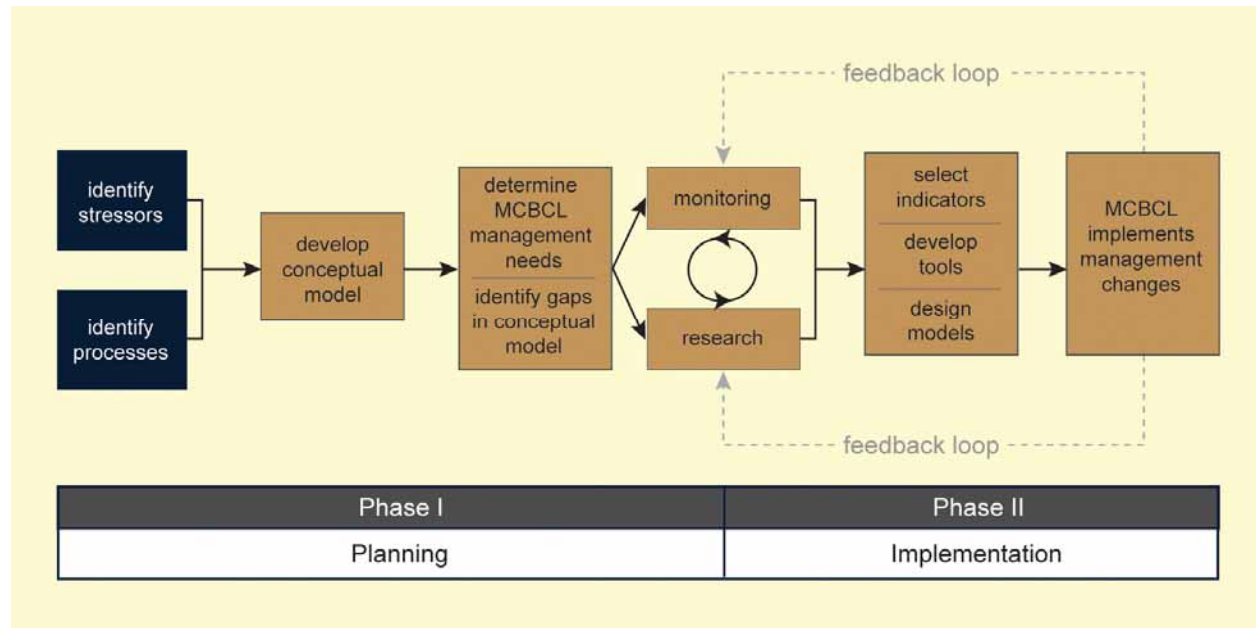 feedback loop
identify
stressors
identify
processes
develop
conceptual
model
determine
MCBCL
management
needs
identify gaps
in conceptual
model
monitoring
research
select
indicators
develop
tools
design
models
MCBCL
implements
management
changes
feedback loop
Phase I
Phase II
Planning
Implementation